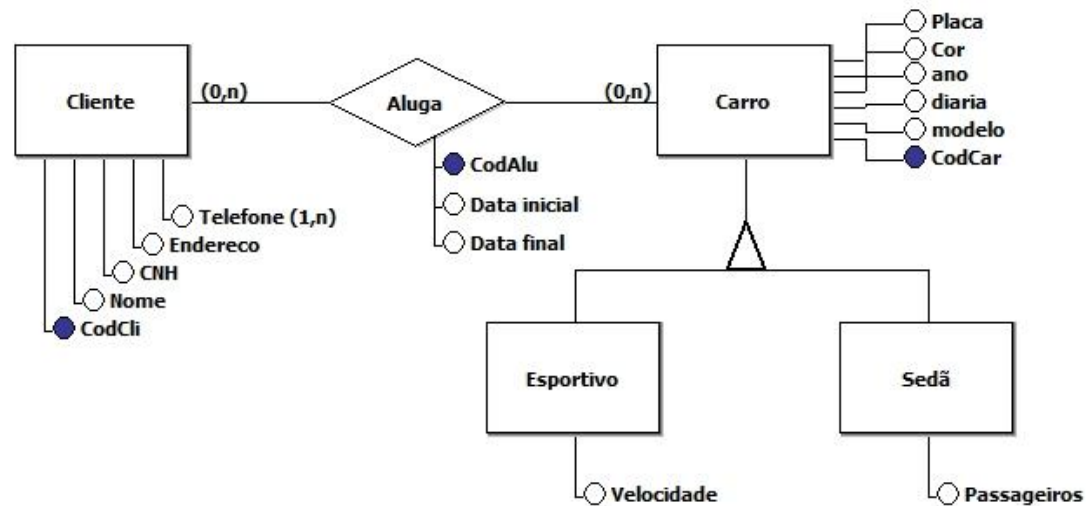 Cliente
(0,n)
Aluga
(0,n)
Carro
Placa
Cor
ano
diaria
modelo
CodCar
CodAlu
Data inicial
Data final
Telefone (1,n)
Endereco
CNH
Nome
CodCli
Esportivo
Sedã
Velocidade
Passageiros